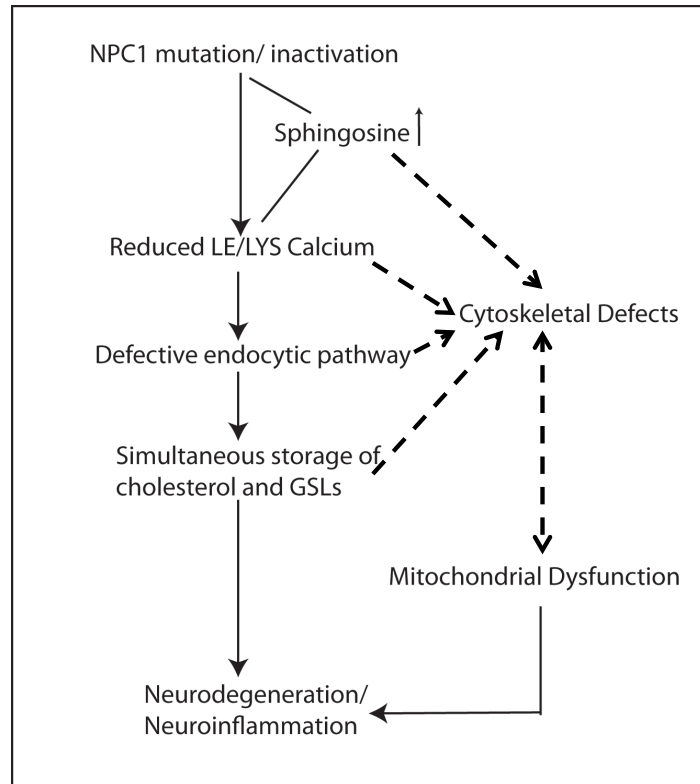 NPC1 mutation/ inactivation
Sphingosine
Reduced LE/LYS Calcium
Cytoskeletal Defects
Defective endocytic pathway
Simultaneous storage of
cholesterol and GSLs
Mitochondrial Dysfunction
Neurodegeneration/
Neuroinflammation